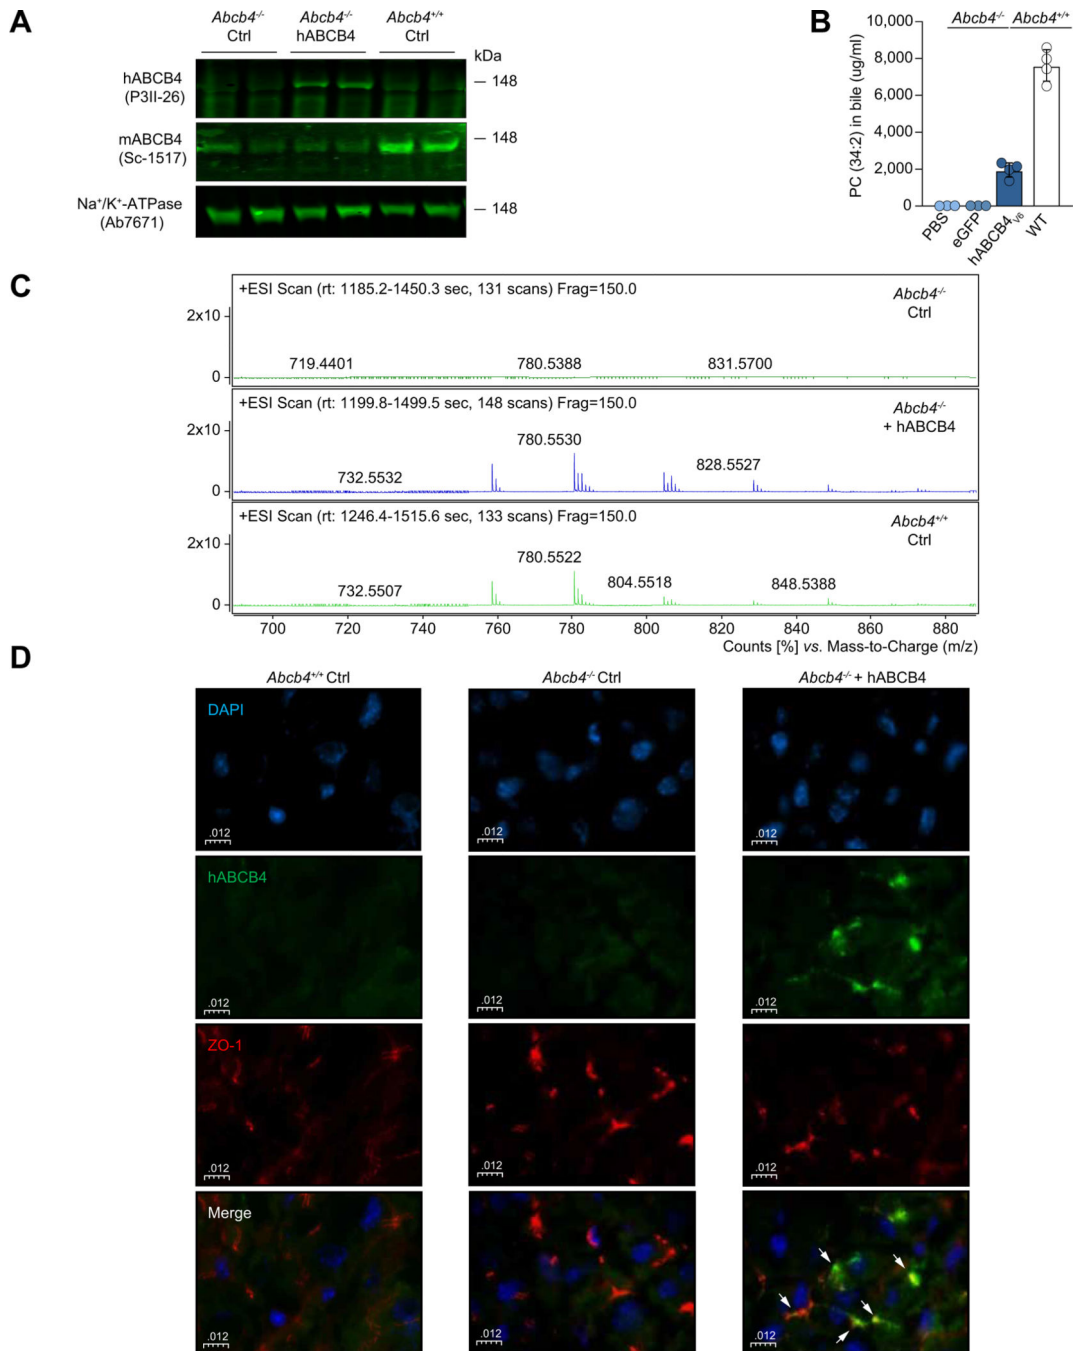 A
Abcb4-/-
Ctrl
Abcb4-/-
hABCB4
Abcb4+/+
Ctrl
kDa
hABCB4
(P3II-26)
148
mABCB4
(Sc-1517)
148
Na+/K+-ATPase
(Ab7671)
148
B
Abcb4-/- Abcb4+/+
PC (34:2) in bile (ug/ml)
10,000
8,000
6,000
4,000
2,000
0
PBS
eGFP
hABCB4 V6
WT
C
+ESI Scan (rt: 1185.2-1450.3 sec, 131 scans) Frag=150.0
Abcb4-/-
Ctrl
2x10
719.4401 780.5388 831.5700
0
+ESI Scan (rt: 1199.8-1499.5 sec, 148 scans) Frag=150.0
Abcb4-/-
+ hABCB4
2x10
780.5530
732.5532 828.5527
0
+ESI Scan (rt: 1246.4-1515.6 sec, 133 scans) Frag=150.0
Abcb4+/+
Ctrl
2x10
780.5522
732.5507 804.5518 848.5388
0
700 720 740 760 780 800 820 840 860 880
Counts [%] vs. Mass-to-Charge (m/z)
D
Abcb4+/+ Ctrl Abcb4-/- Ctrl Abcb4-/- + hABCB4
DAPI
.012 .012 .012
hABCB4
.012 .012 .012
ZO-1
.012 .012 .012
Merge
.012 .012 .012